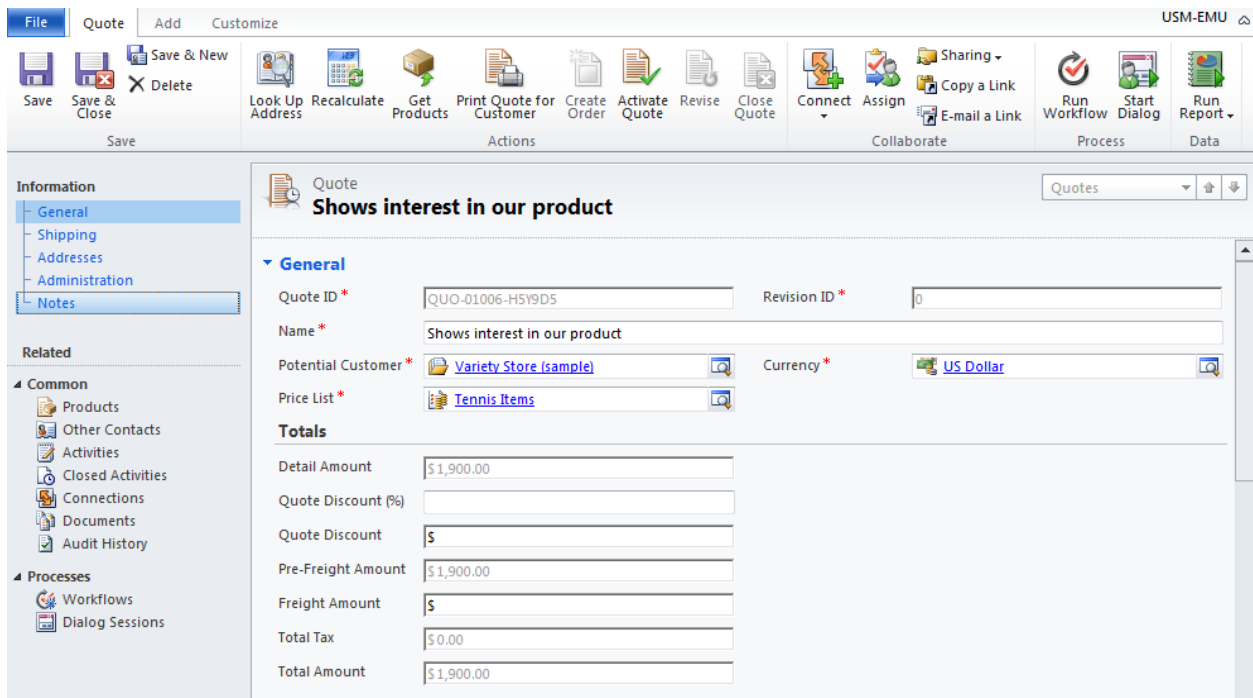 File Quote Add Customize USM-EMU
Save
Save & Close
Save & New
Delete
Save
Look Up Address
Recalculate
Get Products
Print Quote for Customer
Create Order
Activate Quote
Revise
Close Quote
Actions
Connect
Assign
Sharing
Copy a Link
E-mail a Link
Collaborate
Run Workflow
Start Dialog
Process
Run Report
Data
Information
General
Shipping
Addresses
Administration
Notes
Related
Common
Products
Other Contacts
Activities
Closed Activities
Connections
Documents
Audit History
Processes
Workflows
Dialog Sessions
Quote
Shows interest in our product
Quotes
General
Quote ID * QUO-01006-H5Y9D5 Revision ID * 0
Name * Shows interest in our product
Potential Customer * Variety Store (sample) Currency * US Dollar
Price List * Tennis Items
Totals
Detail Amount $1,900.00
Quote Discount (%)
Quote Discount $
Pre-Freight Amount $1,900.00
Freight Amount $
Total Tax $0.00
Total Amount $1,900.00